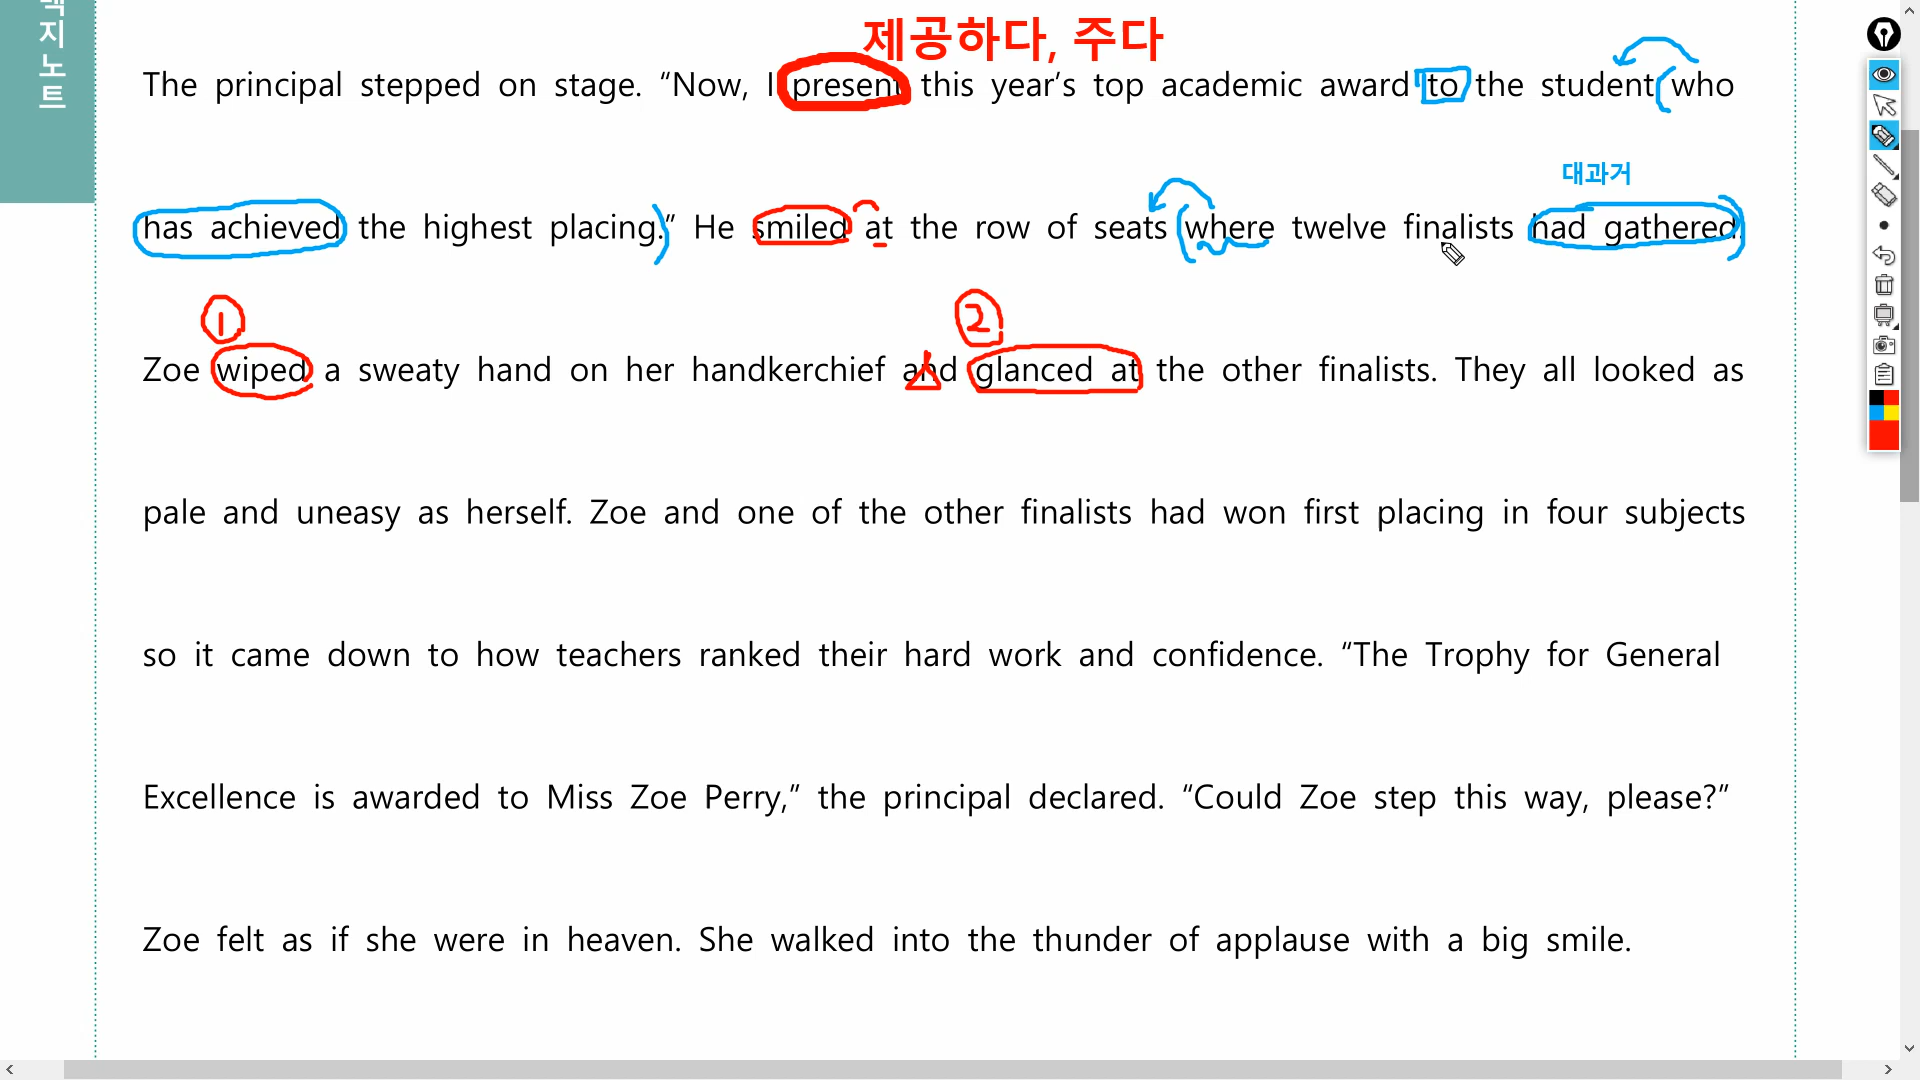 지
노
트
제공하다, 주다
The principal stepped on stage. “Now, I present this year’s top academic award to the student who
대과거
has achieved the highest placing.” He smiled at the row of seats where twelve finalists had gathered.
1 2
Zoe wiped a sweaty hand on her handkerchief and glanced at the other finalists. They all looked as
pale and uneasy as herself. Zoe and one of the other finalists had won first placing in four subjects
so it came down to how teachers ranked their hard work and confidence. “The Trophy for General
Excellence is awarded to Miss Zoe Perry,” the principal declared. “Could Zoe step this way, please?”
Zoe felt as if she were in heaven. She walked into the thunder of applause with a big smile.